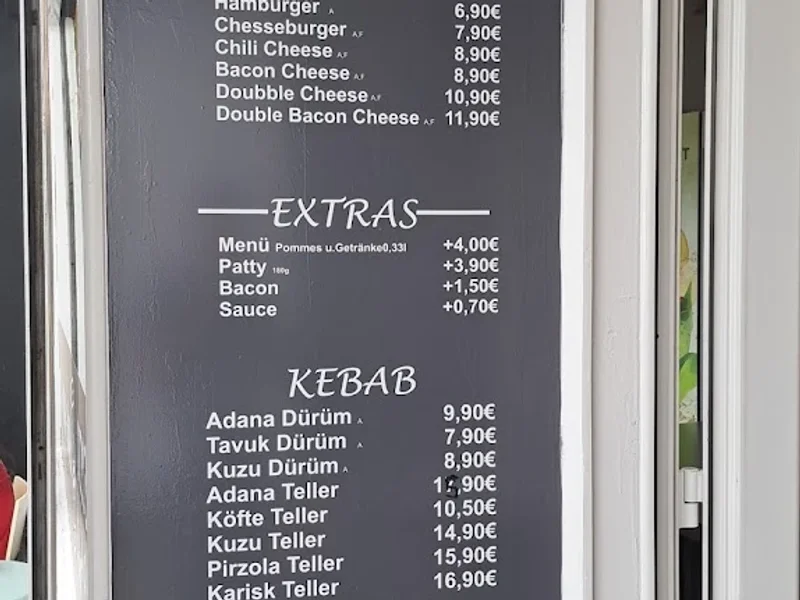 Hamburger A 6,90€
Chesseburger A,F 7,90€
Chili Cheese A,F 8,90€
Bacon Cheese A,F 8,90€
Doubble Cheese A,F 10,90€
Double Bacon Cheese A,F 11,90€
EXTRAS
Menü Pommes u.Getränke0,33l +4,00€
Patty 180g +3,90€
Bacon +1,50€
Sauce +0,70€
KEBAB
Adana Dürüm A 9,90€
Tavuk Dürüm A 7,90€
Kuzu Dürüm A 8,90€
Adana Teller
Köfte Teller 10,50€
Kuzu Teller 14,90€
Pirzola Teller 15,90€
Karisk Teller 16,90€